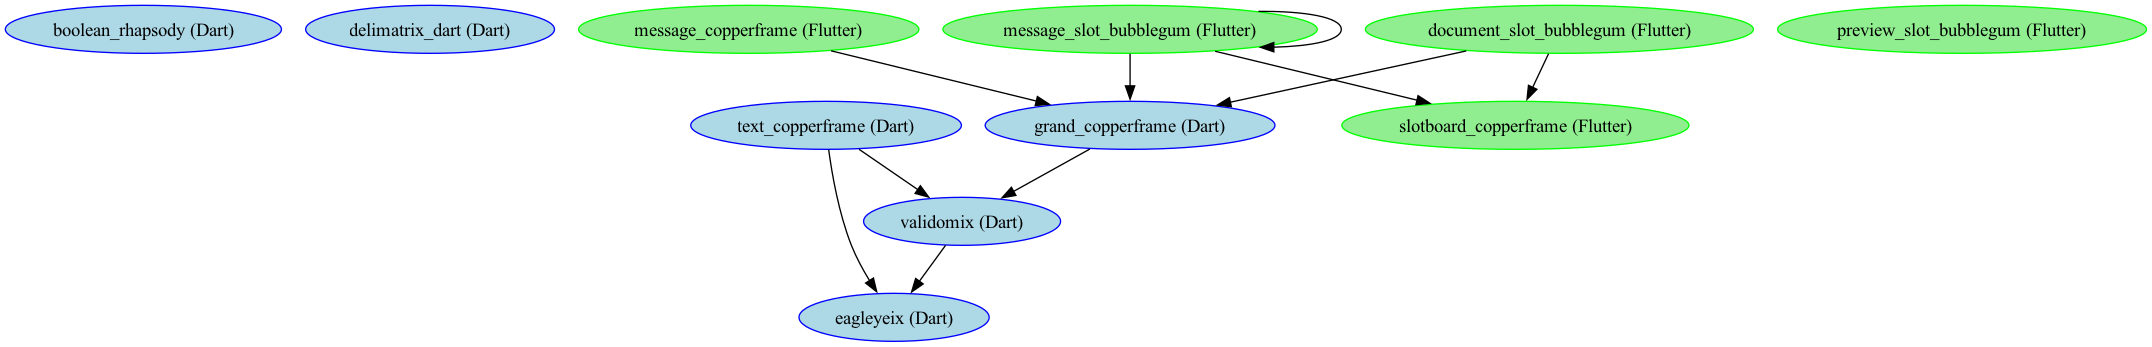 boolean_rhapsody (Dart)
delimatrix_dart (Dart)
message_copperframe (Flutter)
message_slot_bubblegum (Flutter)
document_slot_bubblegum (Flutter)
preview_slot_bubblegum (Flutter)
text_copperframe (Dart)
grand_copperframe (Dart)
slotboard_copperframe (Flutter)
validomix (Dart)
eagleyeix (Dart)